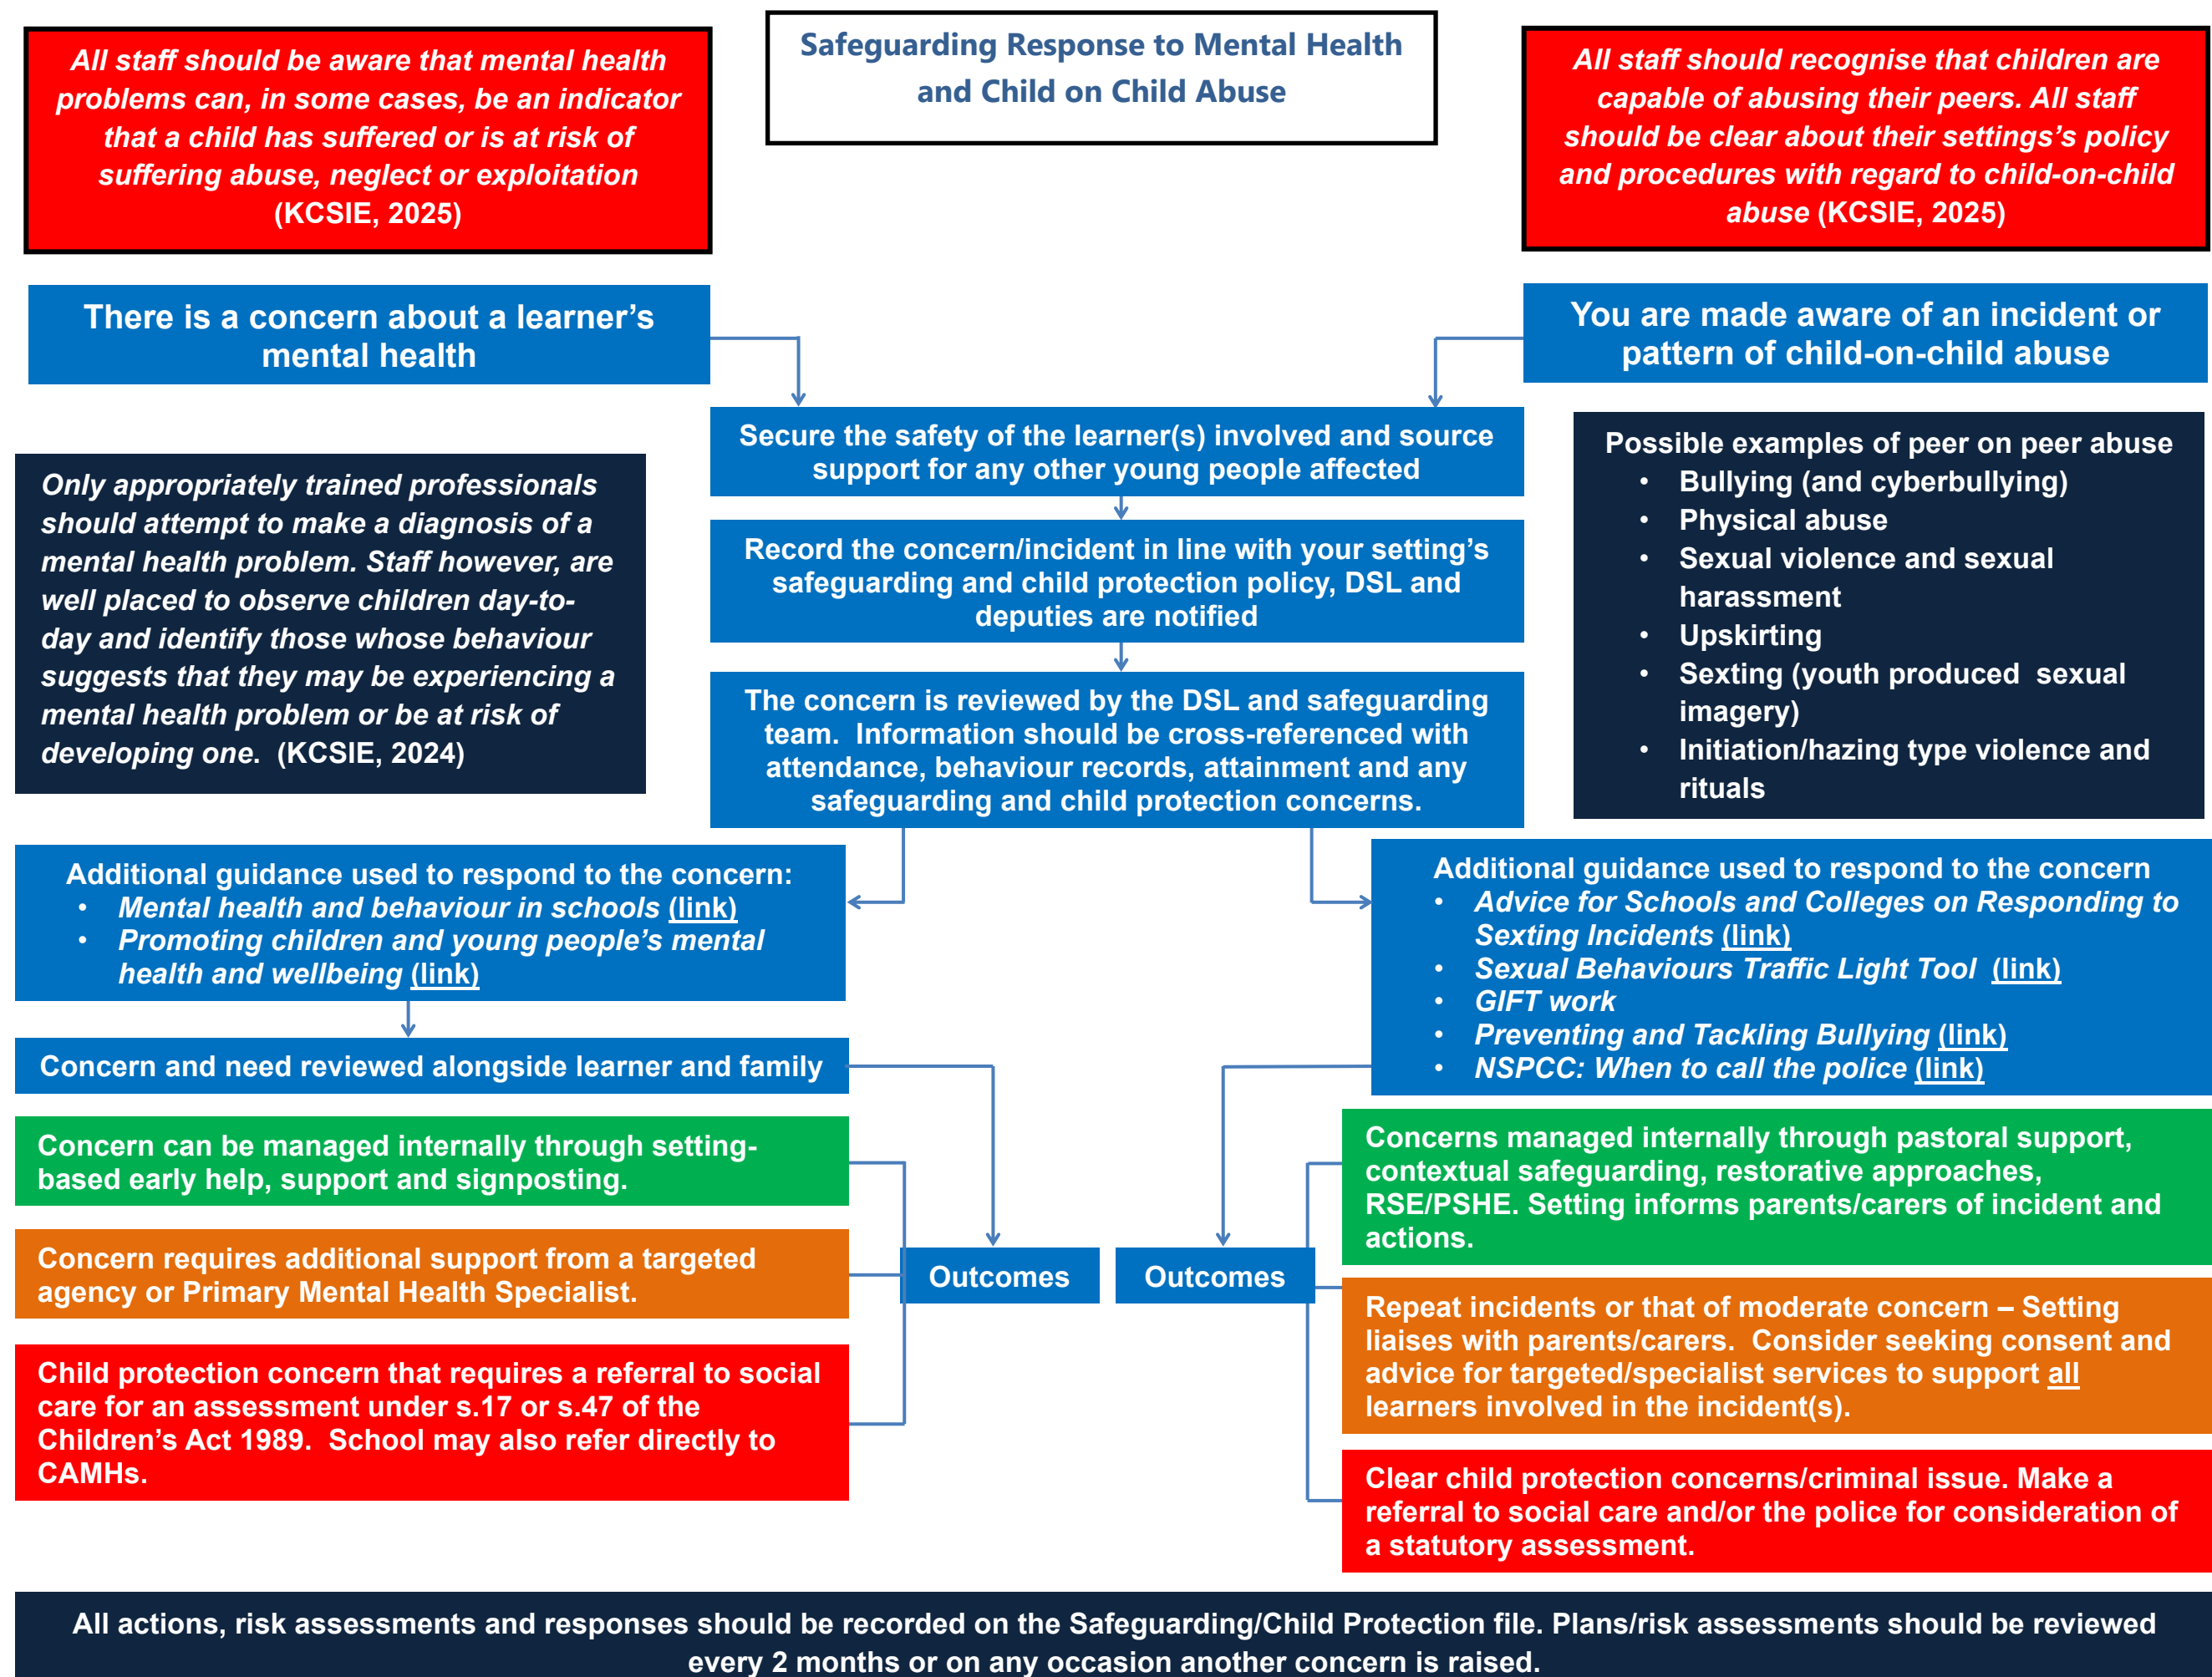 Safeguarding Response to Mental Health
and Child on Child Abuse
All staff should be aware that mental health
problems can, in some cases, be an indicator
that a child has suffered or is at risk of
suffering abuse, neglect or exploitation
(KCSIE, 2025)
All staff should recognise that children are
capable of abusing their peers. All staff
should be clear about their settings's policy
and procedures with regard to child-on-child
abuse (KCSIE, 2025)
There is a concern about a learner’s
mental health
You are made aware of an incident or
pattern of child-on-child abuse
Secure the safety of the learner(s) involved and source
support for any other young people affected
Only appropriately trained professionals
should attempt to make a diagnosis of a
mental health problem. Staff however, are
well placed to observe children day-to-
day and identify those whose behaviour
suggests that they may be experiencing a
mental health problem or be at risk of
developing one.  (KCSIE, 2024)
Record the concern/incident in line with your setting’s
safeguarding and child protection policy, DSL and
deputies are notified
The concern is reviewed by the DSL and safeguarding
team.  Information should be cross-referenced with
attendance, behaviour records, attainment and any
safeguarding and child protection concerns.
Possible examples of peer on peer abuse
• Bullying (and cyberbullying)
• Physical abuse
• Sexual violence and sexual
harassment
• Upskirting
• Sexting (youth produced  sexual
imagery)
• Initiation/hazing type violence and
rituals
Additional guidance used to respond to the concern:
• Mental health and behaviour in schools (link)
• Promoting children and young people’s mental
health and wellbeing (link)
Additional guidance used to respond to the concern
• Advice for Schools and Colleges on Responding to
Sexting Incidents (link)
• Sexual Behaviours Traffic Light Tool  (link)
• GIFT work
• Preventing and Tackling Bullying (link)
• NSPCC: When to call the police (link)
Concern and need reviewed alongside learner and family
Concern can be managed internally through setting-
based early help, support and signposting.
Concern requires additional support from a targeted
agency or Primary Mental Health Specialist.
Child protection concern that requires a referral to social
care for an assessment under s.17 or s.47 of the
Children’s Act 1989.  School may also refer directly to
CAMHs.
Outcomes
Outcomes
Concerns managed internally through pastoral support,
contextual safeguarding, restorative approaches,
RSE/PSHE. Setting informs parents/carers of incident and
actions.
Repeat incidents or that of moderate concern – Setting
liaises with parents/carers.  Consider seeking consent and
advice for targeted/specialist services to support all
learners involved in the incident(s).
Clear child protection concerns/criminal issue. Make a
referral to social care and/or the police for consideration of
a statutory assessment.
All actions, risk assessments and responses should be recorded on the Safeguarding/Child Protection file. Plans/risk assessments should be reviewed
every 2 months or on any occasion another concern is raised.